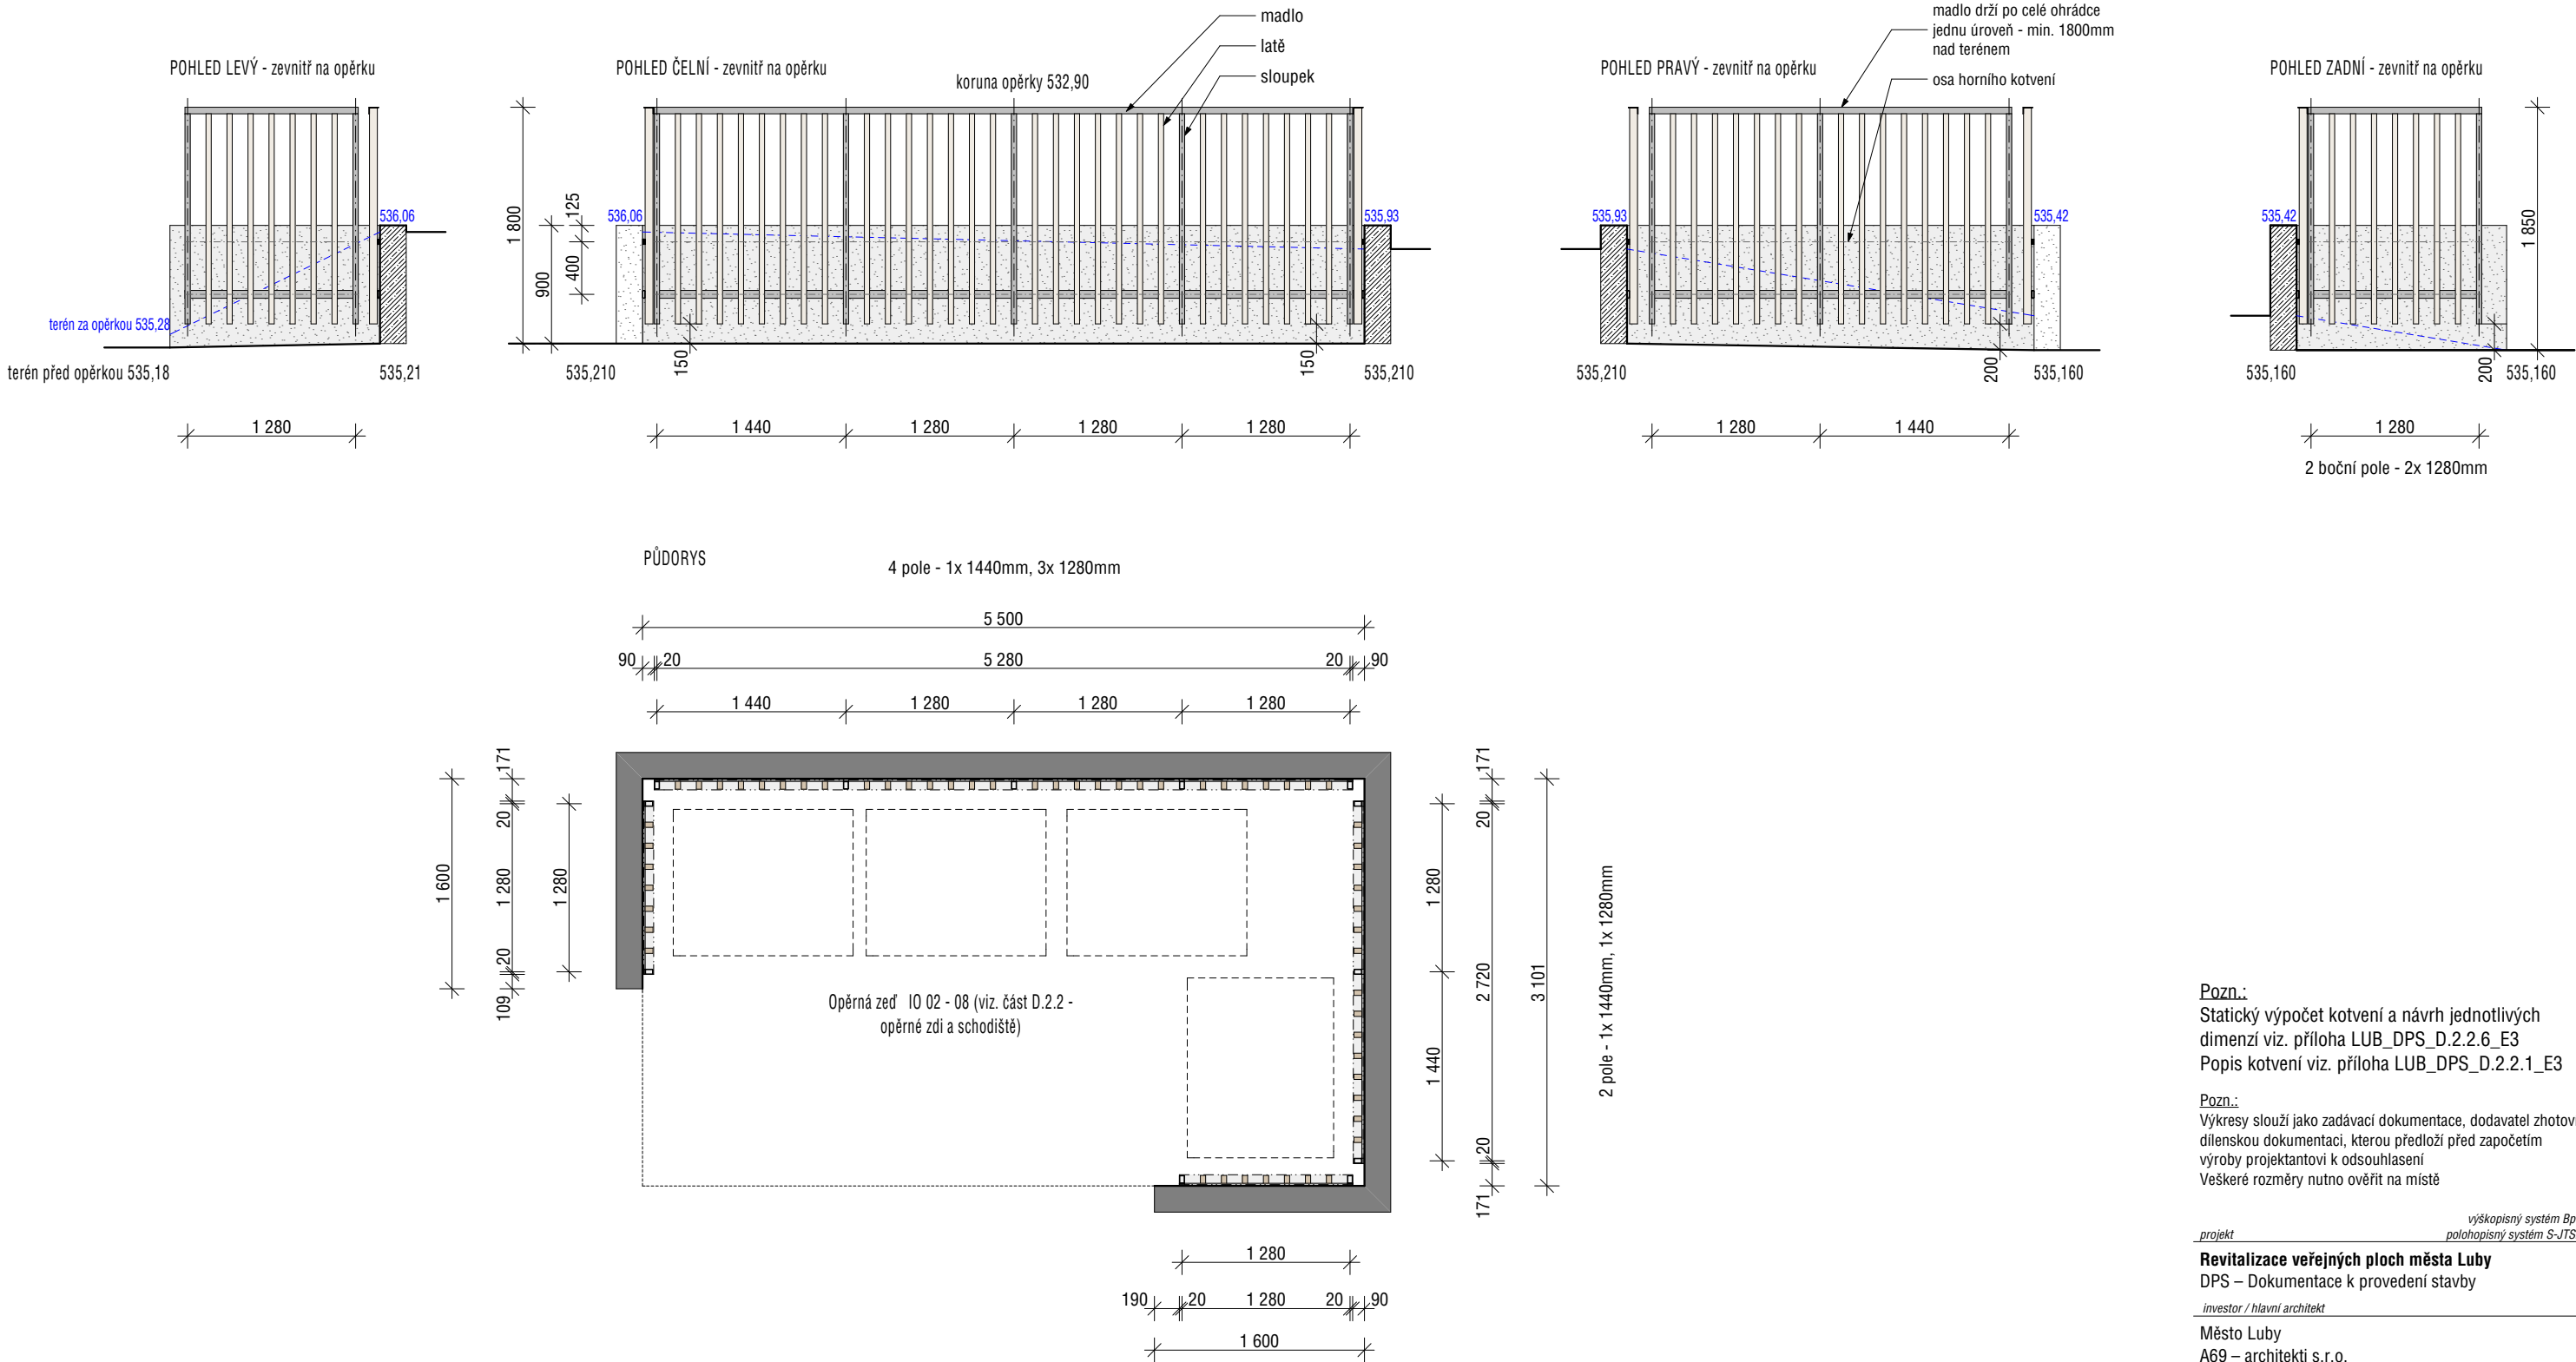 madlo
latě
sloupek
madlo drží po celé ohrádce
jednu úroveň - min. 1800mm
nad terénem
osa horního kotvení
POHLED LEVÝ - zevnitř na opěrku
POHLED ČELNÍ - zevnitř na opěrku
koruna opěrky 532,90
POHLED PRAVÝ - zevnitř na opěrku
POHLED ZADNÍ - zevnitř na opěrku
536,06
terén za opěrkou 535,28
terén před opěrkou 535,18
535,21
1 280
1 800
900
125
400
536,06
535,93
150
150
535,210
535,210
1 440
1 280
1 280
1 280
535,93
535,42
200
535,210
535,160
1 280
1 440
535,42
1 850
200
535,160
535,160
1 280
2 boční pole - 2x 1280mm
PŮDORYS
4 pole - 1x 1440mm, 3x 1280mm
5 500
90
20
5 280
20
90
1 440
1 280
1 280
1 280
1 600
171
20
1 280
20
109
1 280
Opěrná zeď IO 02 - 08 (viz. část D.2.2 -
opěrné zdi a schodiště)
1 280
1 440
171
20
2 720
20
171
3 101
2 pole - 1x 1440mm, 1x 1280mm
1 280
190
20
1 280
20
90
1 600
Pozn.:
Statický výpočet kotvení a návrh jednotlivých
dimenzí viz. příloha LUB_DPS_D.2.2.6_E3
Popis kotvení viz. příloha LUB_DPS_D.2.2.1_E3
Pozn.:
Výkresy slouží jako zadávací dokumentace, dodavatel zhotoví
dílenskou dokumentaci, kterou předloží před započetím
výroby projektantovi k odsouhlasení
Veškeré rozměry nutno ověřit na místě
výškopisný systém Bp
projekt
polohopisný systém S-JTS
Revitalizace veřejných ploch města Luby
DPS – Dokumentace k provedení stavby
investor / hlavní architekt
Město Luby
A69 – architekti s.r.o.